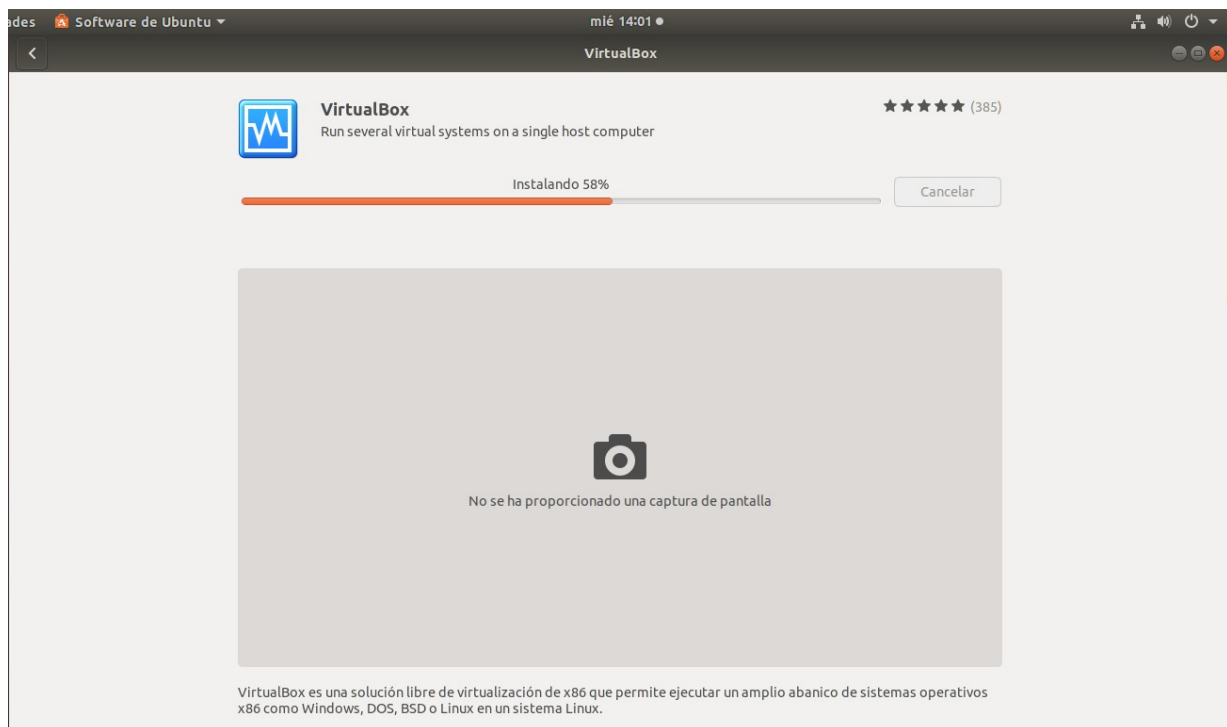 ades Software de Ubuntu mié 14:01
VirtualBox
VirtualBox
(385)
Run several virtual systems on a single host computer
Instalando 58%
Cancelar
No se ha proporcionado una captura de pantalla
VirtualBox es una solución libre de virtualización de x86 que permite ejecutar un amplio abanico de sistemas operativos
x86 como Windows, DOS, BSD o Linux en un sistema Linux.